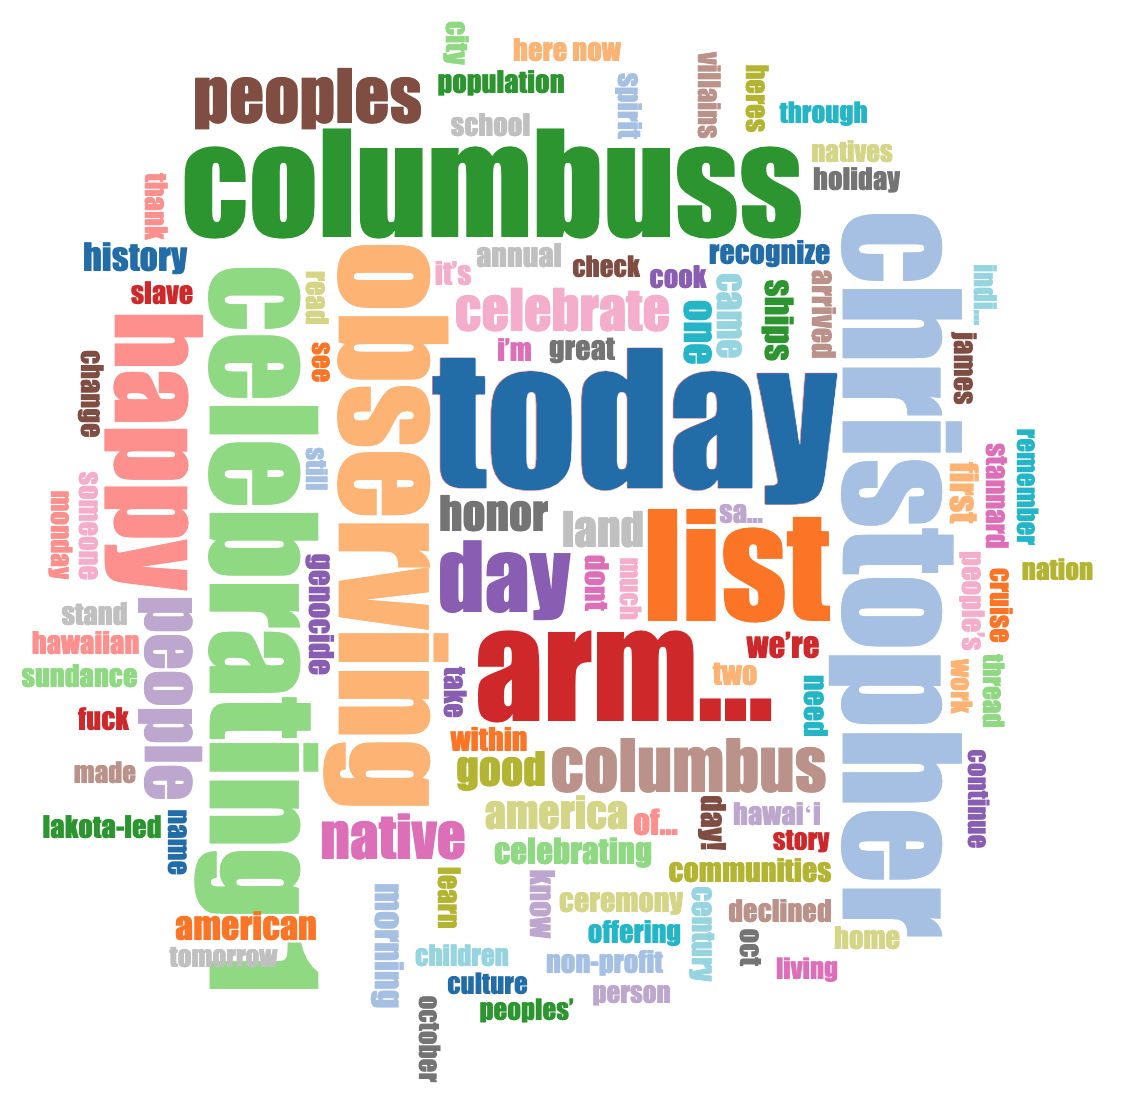 city
here now
peoples
population
spirit
villains
heres
through
school
columbuss
natives
holiday
thank
history
observing
it's
annual
check
cook
recognize
christopher
slave
celebrating1
read
celebrate
one
came
ships
arrived
indi...
happy
see
i'm
great
today
james
change
still
honor
land
sa...
list
first
stannard
remember
someone
monday
genocide
day
dont
much
people's
cruise
nation
stand
people
hawaiian
sundance
arm...
we're
two
take
need
work
thread
fuck
within
made
good
columbus
continue
lakota-led
name
native
america
of...
day!
hawaiʻi
story
celebrating
communities
american
tomorrow
morning
learn
know
ceremony
century
declined
offering
oct
home
children
non-profit
living
culture
person
october
peoples'